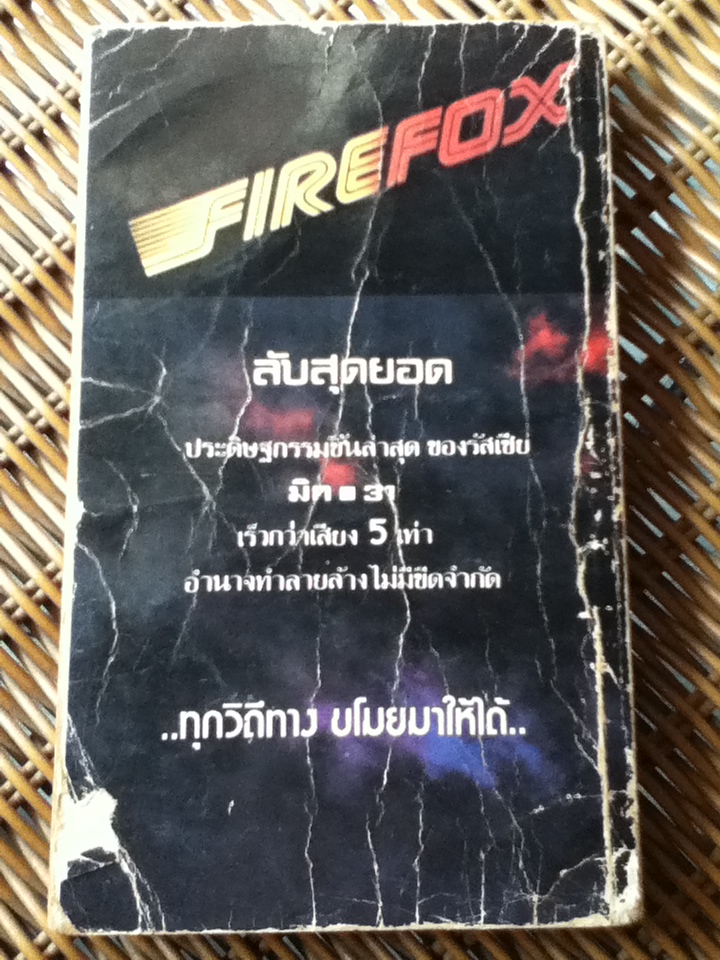 FIREFOX
ลับสุดยอด
ประดิษฐกรรมชิ้นล่าสุด ของรัสเซีย
มิก ▪ 31
เร็วกว่าเสียง 5 เท่า
อำนาจทำลายล้างไม่มีขีดจำกัด
..ทุกวิถีทาง ขโมยมาให้ได้..